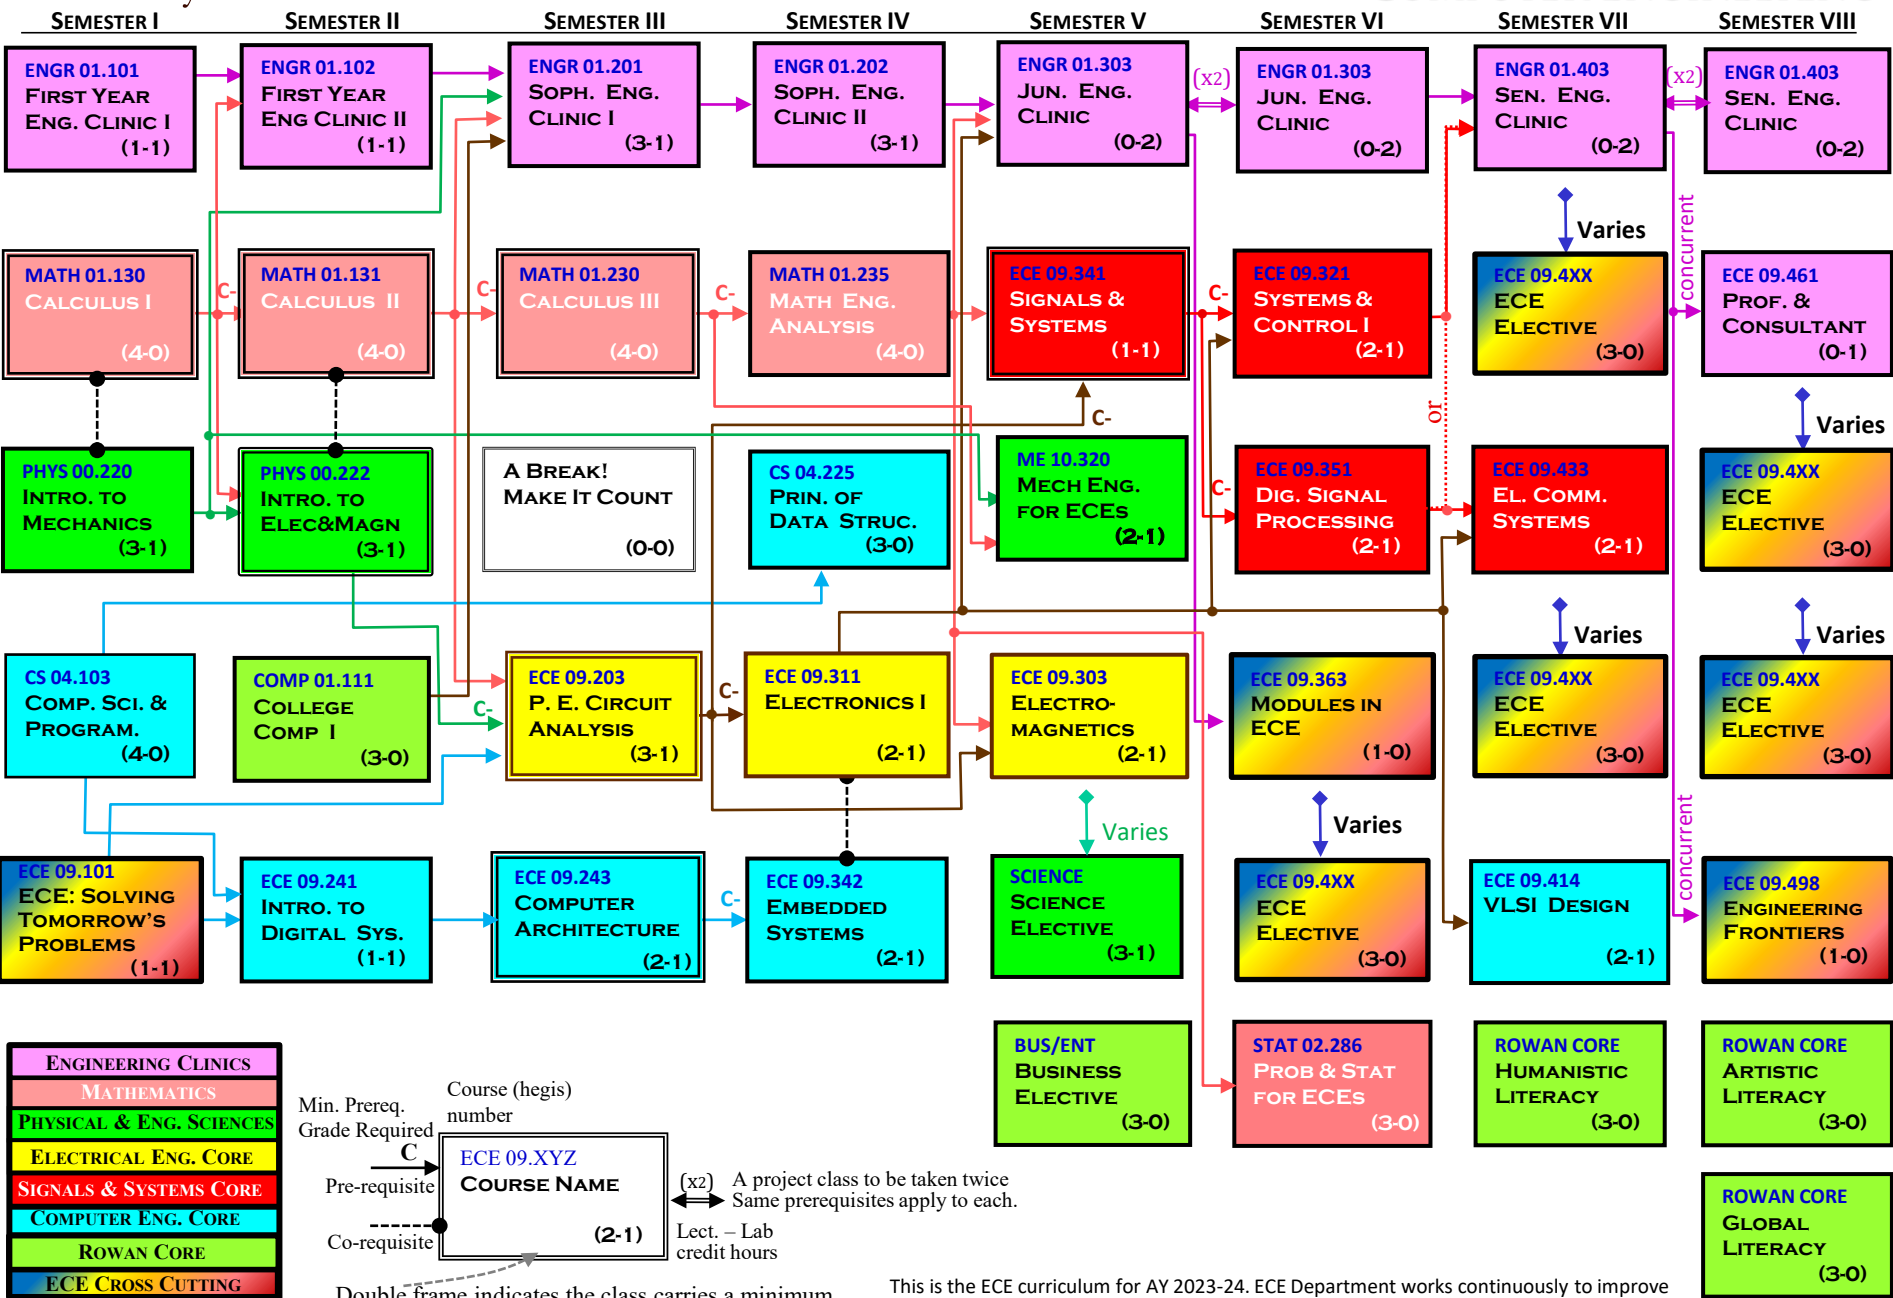 SEMESTER I
SEMESTER II
SEMESTER III
SEMESTER IV
SEMESTER V
SEMESTER VI
SEMESTER VII
SEMESTER VIII
ENGR 01.101
FIRST YEAR
ENG. CLINIC I
(1-1)
ENGR 01.102
FIRST YEAR
ENG CLINIC II
(1-1)
ENGR 01.201
SOPH. ENG.
CLINIC I
(3-1)
ENGR 01.202
SOPH. ENG.
CLINIC II
(3-1)
ENGR 01.303
JUN. ENG.
CLINIC
(0-2)
(x2)
ENGR 01.303
JUN. ENG.
CLINIC
(0-2)
ENGR 01.403
SEN. ENG.
CLINIC
(0-2)
(x2)
ENGR 01.403
SEN. ENG.
CLINIC
(0-2)
MATH 01.130
CALCULUS I
(4-0)
C-
MATH 01.131
CALCULUS II
(4-0)
C-
MATH 01.230
CALCULUS III
(4-0)
C-
MATH 01.235
MATH ENG.
ANALYSIS
(4-0)
ECE 09.341
SIGNALS &
SYSTEMS
(1-1)
C-
C-
ECE 09.321
SYSTEMS &
CONTROL I
(2-1)
or
Varies
ECE 09.4XX
ECE
ELECTIVE
(3-0)
concurrent
ECE 09.461
PROF. &
CONSULTANT
(0-1)
PHYS 00.220
INTRO. TO
MECHANICS
(3-1)
PHYS 00.222
INTRO. TO
ELEC&MAGN
(3-1)
A BREAK!
MAKE IT COUNT
(0-0)
CS 04.225
PRIN. OF
DATA STRUC.
(3-0)
ME 10.320
MECH ENG.
FOR ECES
(2-1)
C-
ECE 09.351
DIG. SIGNAL
PROCESSING
(2-1)
ECE 09.433
EL. COMM.
SYSTEMS
(2-1)
Varies
ECE 09.4XX
ECE
ELECTIVE
(3-0)
CS 04.103
COMP. SCI. &
PROGRAM.
(4-0)
COMP 01.111
COLLEGE
COMP I
(3-0)
C-
ECE 09.203
P. E. CIRCUIT
ANALYSIS
(3-1)
C-
ECE 09.311
ELECTRONICS I
(2-1)
ECE 09.303
ELECTRO-
MAGNETICS
(2-1)
ECE 09.363
MODULES IN
ECE
(1-0)
Varies
ECE 09.4XX
ECE
ELECTIVE
(3-0)
Varies
ECE 09.4XX
ECE
ELECTIVE
(3-0)
ECE 09.101
ECE: SOLVING
TOMORROW'S
PROBLEMS
(1-1)
ECE 09.241
INTRO. TO
DIGITAL SYS.
(1-1)
ECE 09.243
COMPUTER
ARCHITECTURE
(2-1)
C-
ECE 09.342
EMBEDDED
SYSTEMS
(2-1)
Varies
SCIENCE
SCIENCE
ELECTIVE
(3-1)
Varies
ECE 09.4XX
ECE
ELECTIVE
(3-0)
ECE 09.414
VLSI DESIGN
(2-1)
concurrent
ECE 09.498
ENGINEERING
FRONTIERS
(1-0)
BUS/ENT
BUSINESS
ELECTIVE
(3-0)
STAT 02.286
PROB & STAT
FOR ECES
(3-0)
ROWAN CORE
HUMANISTIC
LITERACY
(3-0)
ROWAN CORE
ARTISTIC
LITERACY
(3-0)
ROWAN CORE
GLOBAL
LITERACY
(3-0)
ENGINEERING CLINICS
MATHEMATICS
PHYSICAL & ENG. SCIENCES
ELECTRICAL ENG. CORE
SIGNALS & SYSTEMS CORE
COMPUTER ENG. CORE
ROWAN CORE
ECE CROSS CUTTING
Min. Prereq.
Grade Required
C
Pre-requisite
Co-requisite
Course (hegis)
number
ECE 09.XYZ
COURSE NAME
(2-1)
(x2)
A project class to be taken twice
Same prerequisites apply to each.
Lect. – Lab
credit hours
Double frame indicates the class carries a minimum
This is the ECE curriculum for AY 2023-24. ECE Department works continuously to improve